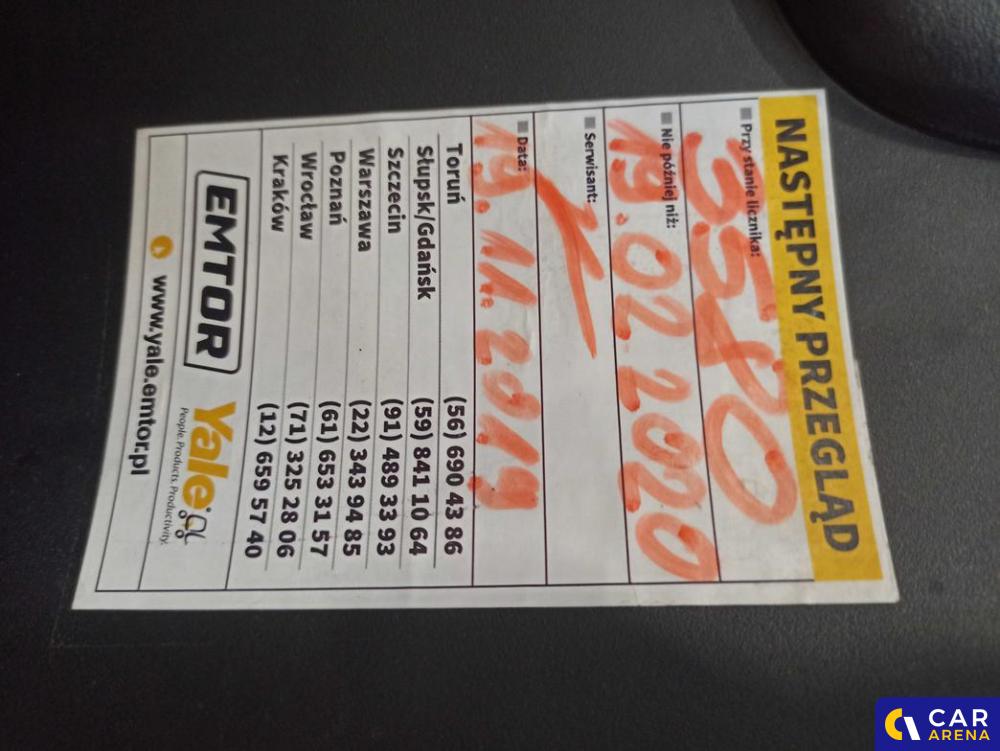 NASTĘPNY PRZEGLĄD
Przy stanie licznika:
3580
Nie później niż:
19.02.2020
Serwisant:
Data:
19.11.2019
Toruń (56) 690 43 86
Słupsk/Gdańsk (59) 841 10 64
Szczecin (91) 489 33 93
Warszawa (22) 343 94 85
Poznań (61) 653 31 57
Wrocław (71) 325 28 06
Kraków (12) 659 57 40
EMTOR Yale
People. Products. Productivity.
www.yale.emtor.pl
CAR
ARENA